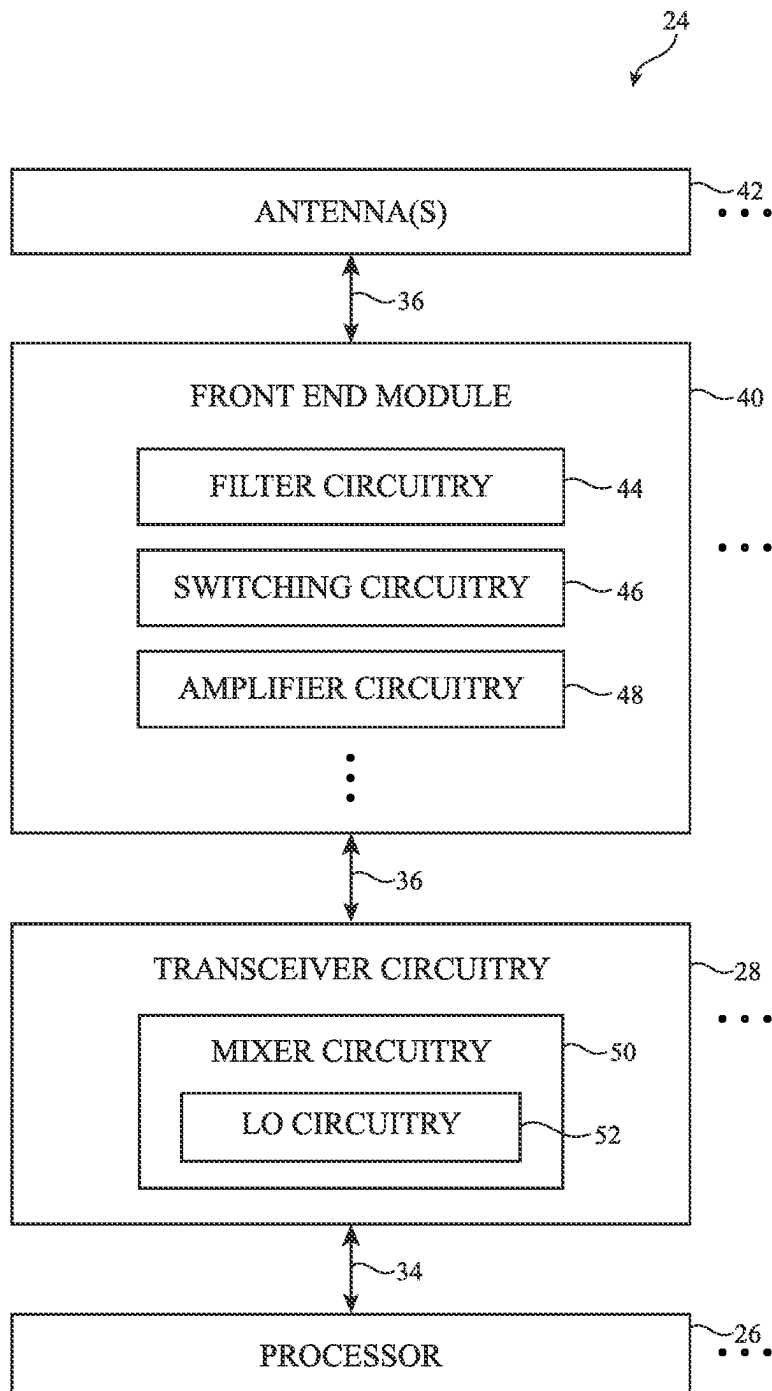 24
ANTENNA(S)
42
36
FRONT END MODULE
40
FILTER CIRCUITRY
44
SWITCHING CIRCUITRY
46
AMPLIFIER CIRCUITRY
48
36
TRANSCEIVER CIRCUITRY
28
MIXER CIRCUITRY
50
LO CIRCUITRY
52
34
PROCESSOR
26